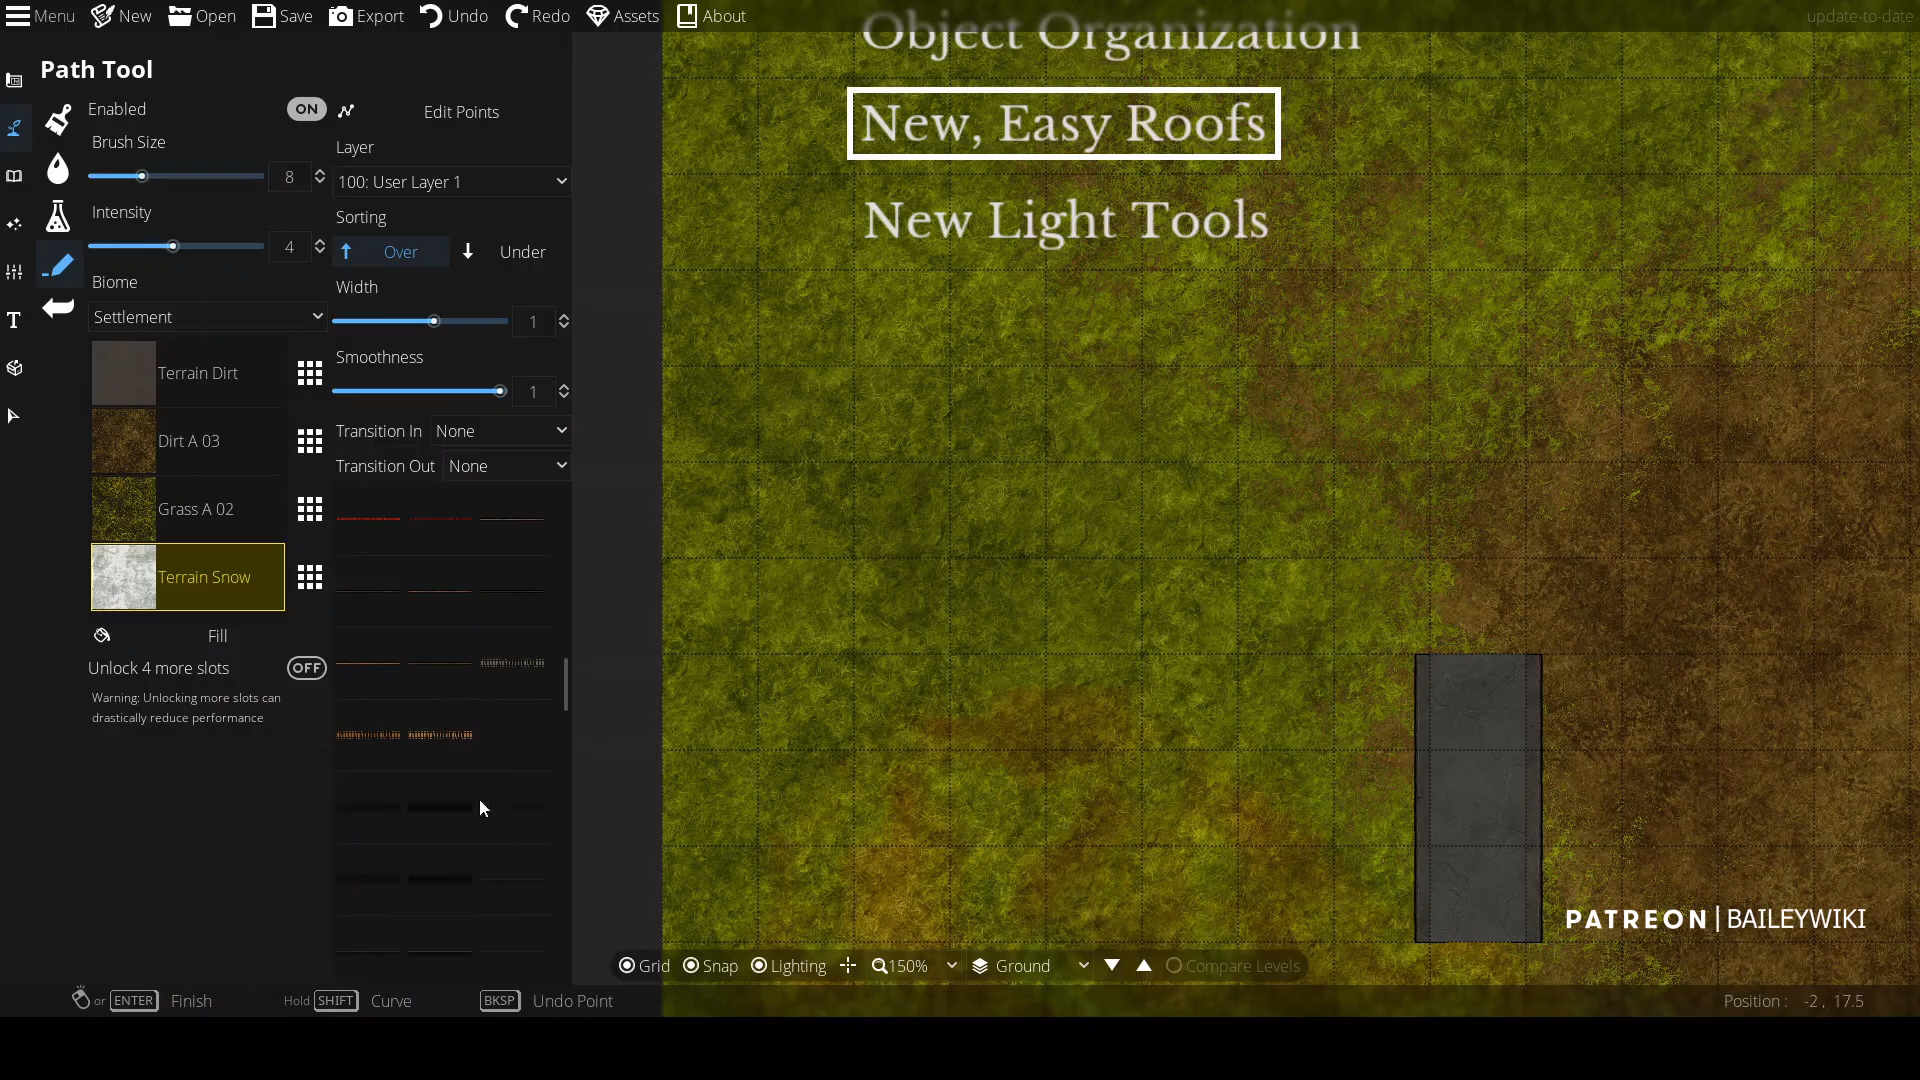 Menu New Open Save Export Undo Redo Assets About update-to-date
Path Tool
Enabled ON
Brush Size
8
Intensity
4
Biome
Settlement
Terrain Dirt
Dirt A 03
Grass A 02
Terrain Snow
Fill
Unlock 4 more slots OFF
Warning: Unlocking more slots can
drastically reduce performance
Edit Points
Layer
100: User Layer 1
Sorting
Over Under
Width
1
Smoothness
1
Transition In None
Transition Out None
Object Organization
New, Easy Roofs
New Light Tools
PATREON | BAILEYWIKI
Grid Snap Lighting 150% Ground Compare Levels
or ENTER Finish Hold SHIFT Curve BKSP Undo Point Position : -2 , 17.5